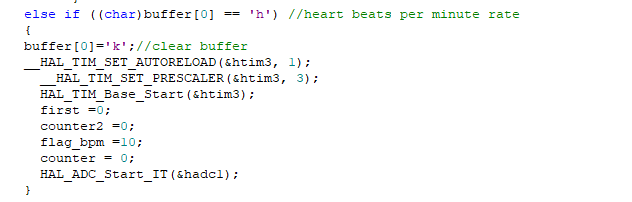 else if ((char)buffer[0] == 'h') //heart beats per minute rate
{
buffer[0]='k';//clear buffer
__HAL_TIM_SET_AUTORELOAD(&htim3, 1);
__HAL_TIM_SET_PRESCALER(&htim3, 3);
HAL_TIM_Base_Start(&htim3);
first =0;
counter2 =0;
flag_bpm =10;
counter = 0;
HAL_ADC_Start_IT(&hadc1);
}